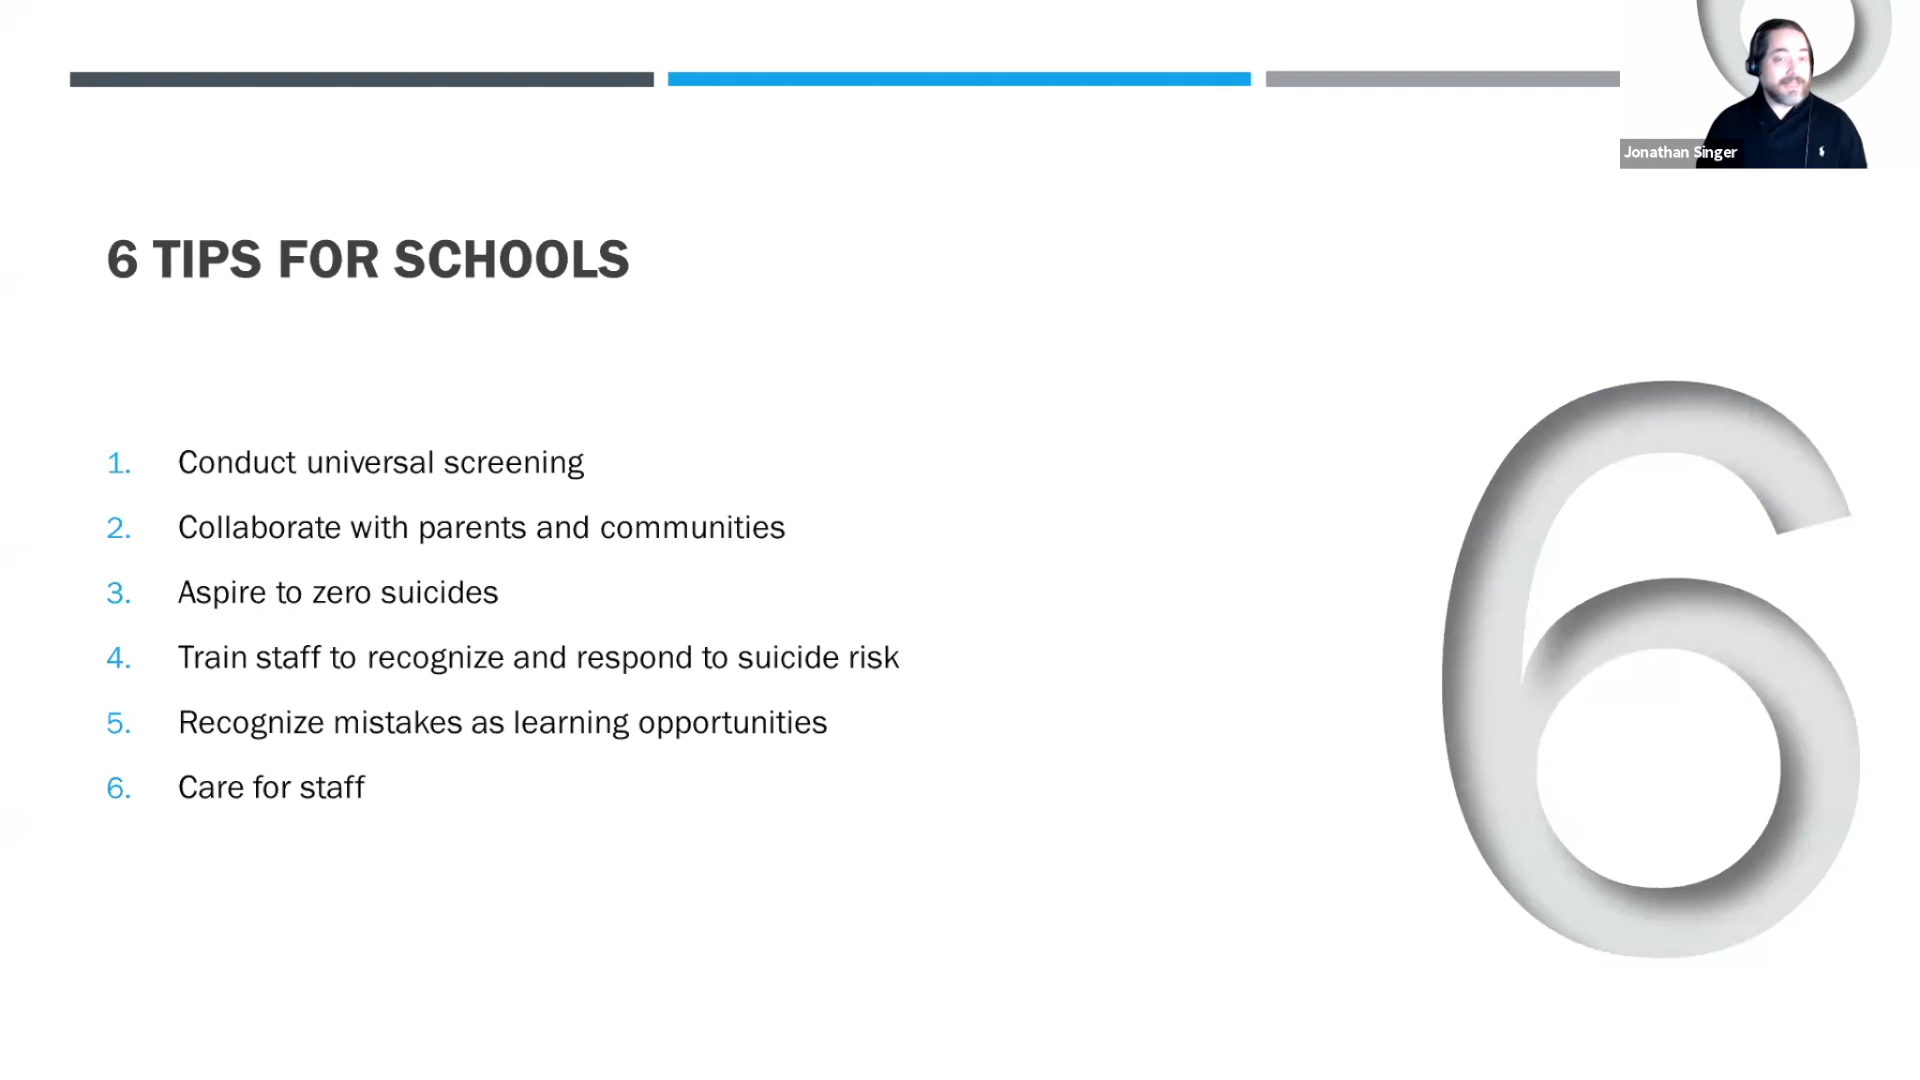 Jonathan Singer
6 TIPS FOR SCHOOLS
1. Conduct universal screening
2. Collaborate with parents and communities
3. Aspire to zero suicides
4. Train staff to recognize and respond to suicide risk
5. Recognize mistakes as learning opportunities
6. Care for staff
6